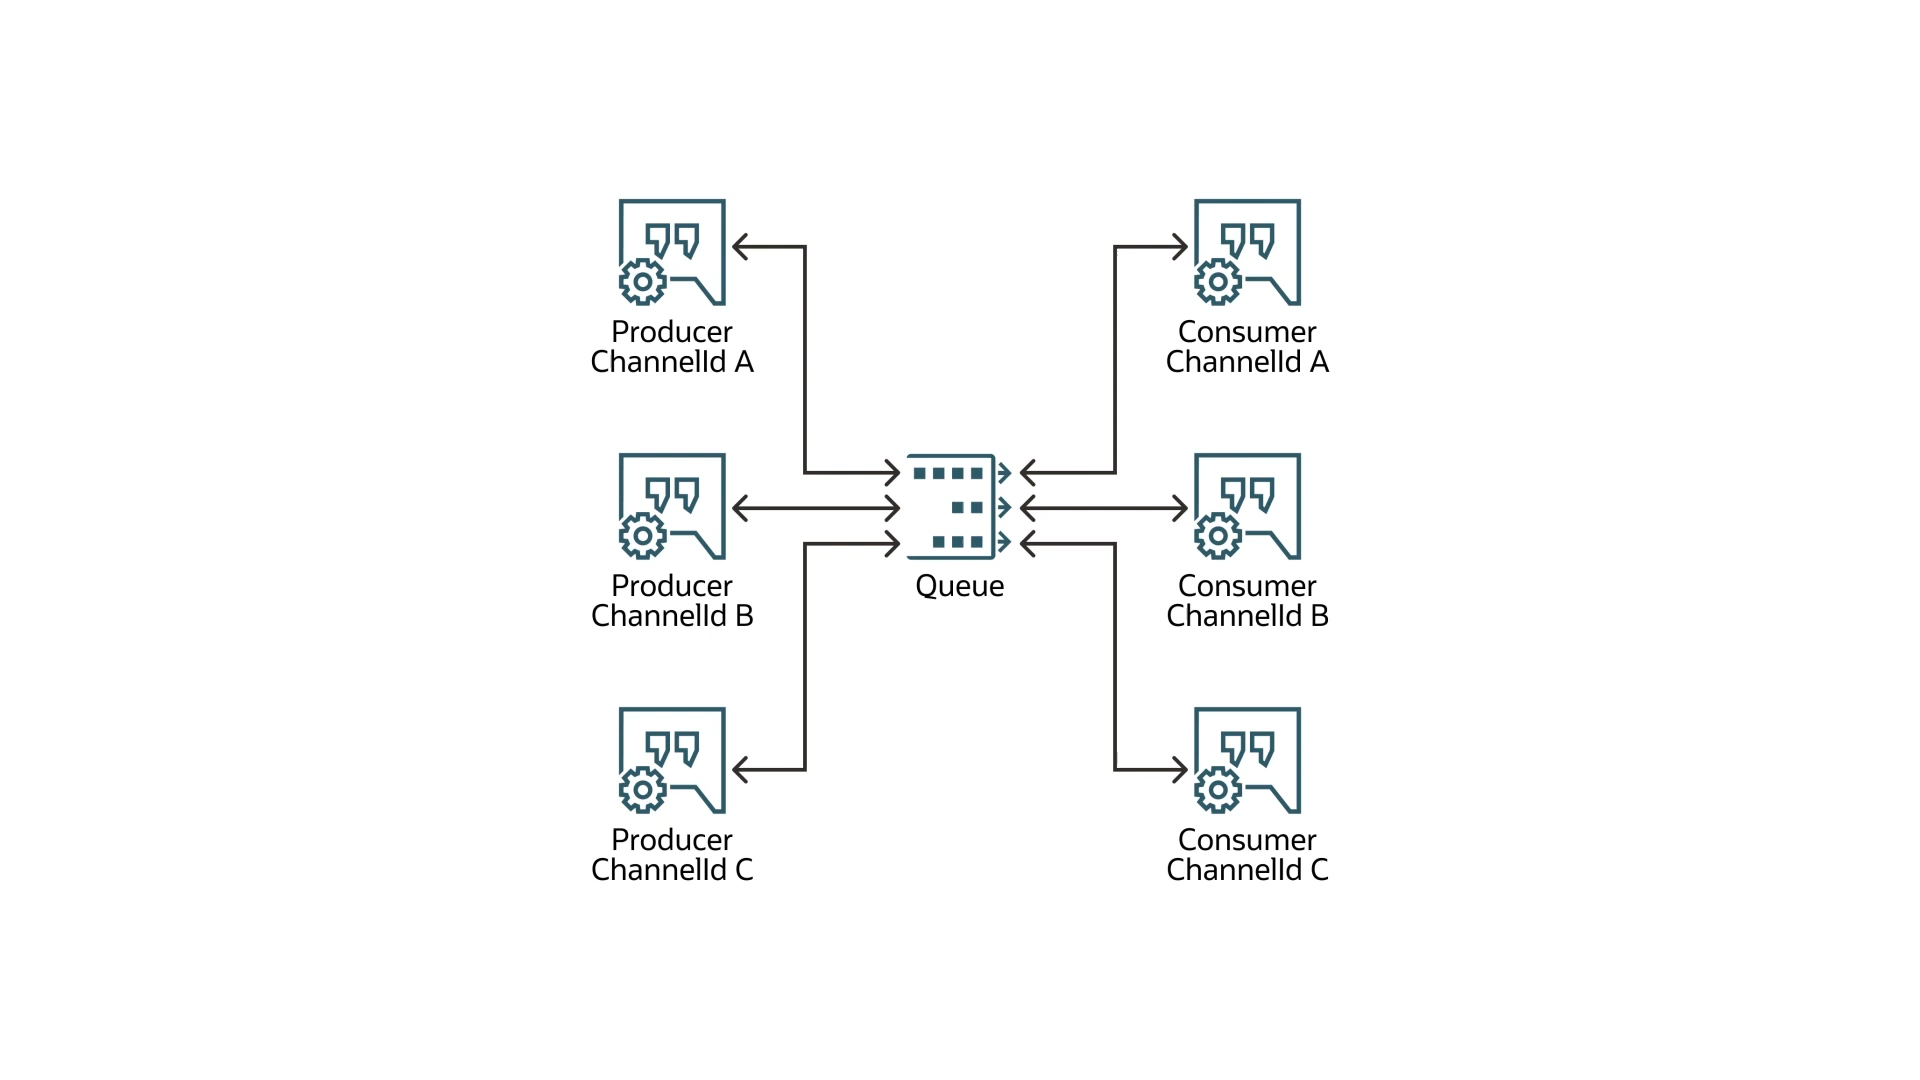 Producer
ChannelId A
Consumer
ChannelId A
Producer
ChannelId B
Queue
Consumer
ChannelId B
Producer
ChannelId C
Consumer
ChannelId C